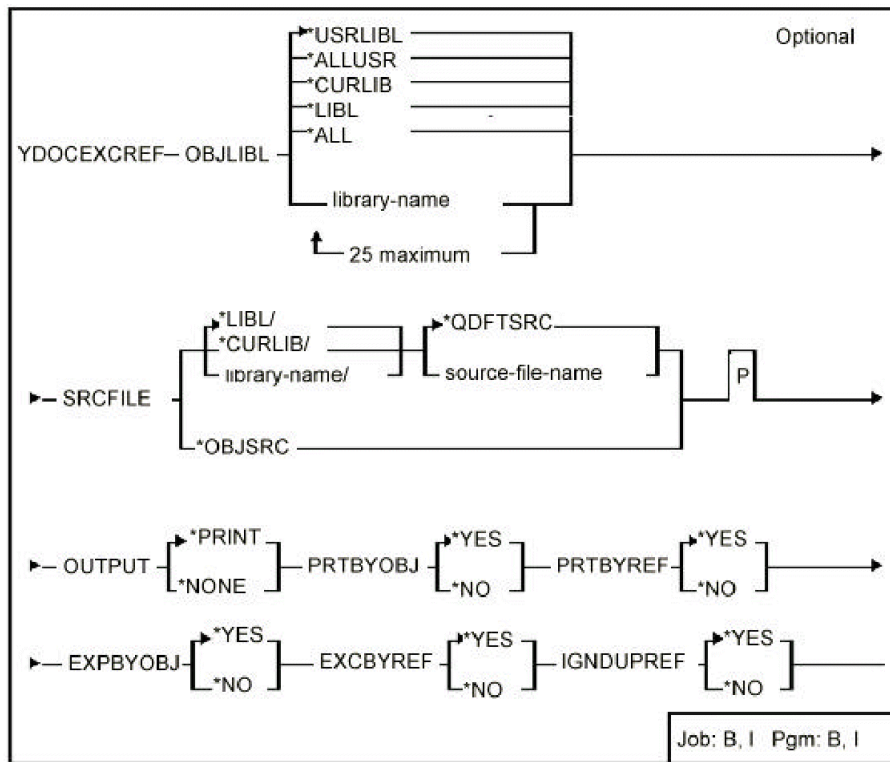 *USRLIBL
Optional
*ALLUSR
*CURLIB
*LIBL
*ALL
YDOCEXCREF OBJLIBL
library-name
25 maximum
*LIBL/
*QDFTSRC
*CURLIB/
library-name/
source-file-name
SRCFILE
P
*OBJSRC
*PRINT
*YES
*YES
OUTPUT
PRTBYOBJ
PRTBYREF
*NONE
*NO
*NO
*YES
*YES
*YES
EXPBYOBJ
EXCBYREF
IGNDUPREF
*NO
*NO
*NO
Job: B, I Pgm: B, I